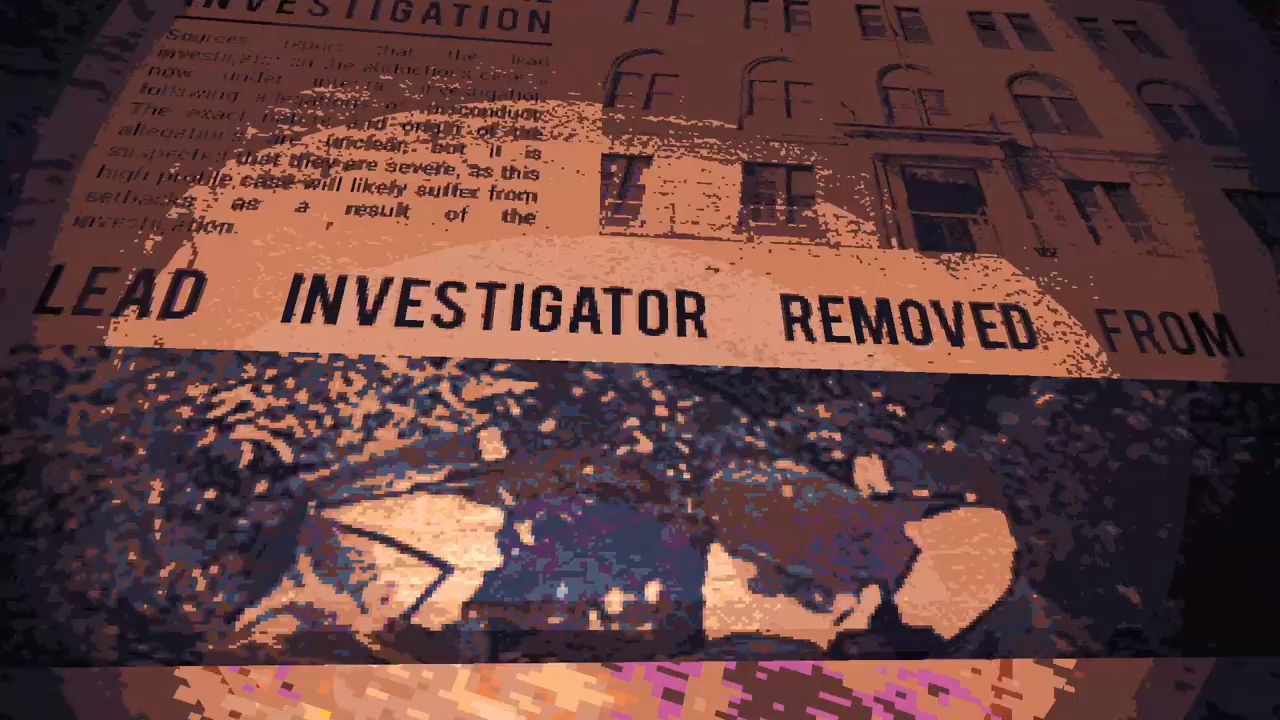 INVESTIGATION
Sources report that the lead
investigator on the abductions case is
now under internal investigation
following allegations of misconduct.
The exact nature and origin of the
allegations are unclear, but it is
suspected that they are severe, as this
high profile case will likely suffer from
setbacks as a result of the
investigation.
LEAD INVESTIGATOR REMOVED FROM